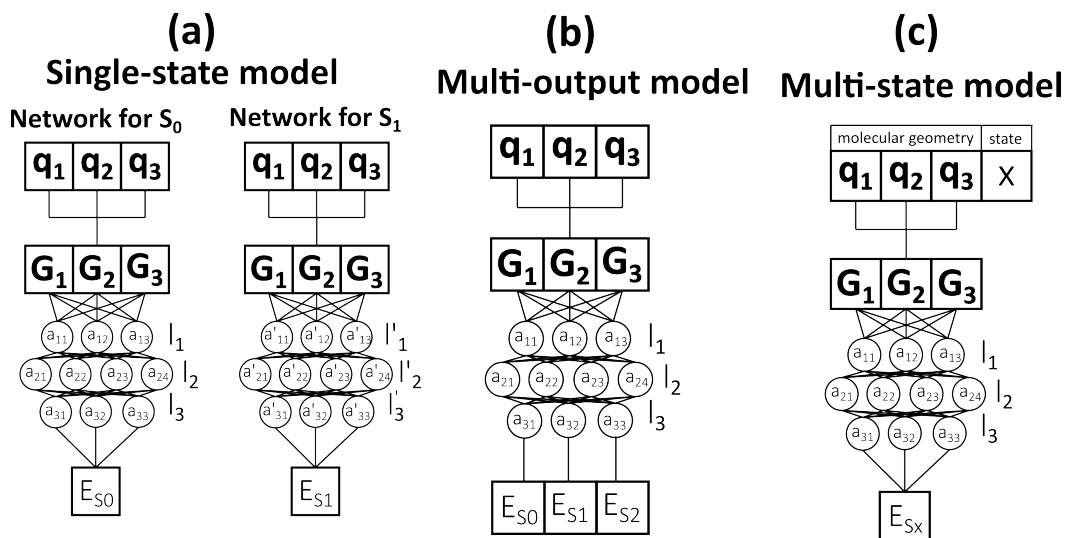 (a)
Single-state model
Network for S0
q1 q2 q3
G1 G2 G3
a11 a12 a13 l1
a21 a22 a23 a24 l2
a31 a32 a33 l3
ES0
Network for S1
q1 q2 q3
G1 G2 G3
a'11 a'12 a'13 l'1
a'21 a'22 a'23 a'24 l'2
a'31 a'32 a'33 l'3
ES1
(b)
Multi-output model
q1 q2 q3
G1 G2 G3
a11 a12 a13 l1
a21 a22 a23 a24 l2
a31 a32 a33 l3
ES0 ES1 ES2
(c)
Multi-state model
molecular geometry state
q1 q2 q3 X
G1 G2 G3
a11 a12 a13 l1
a21 a22 a23 a24 l2
a31 a32 a33 l3
ESx